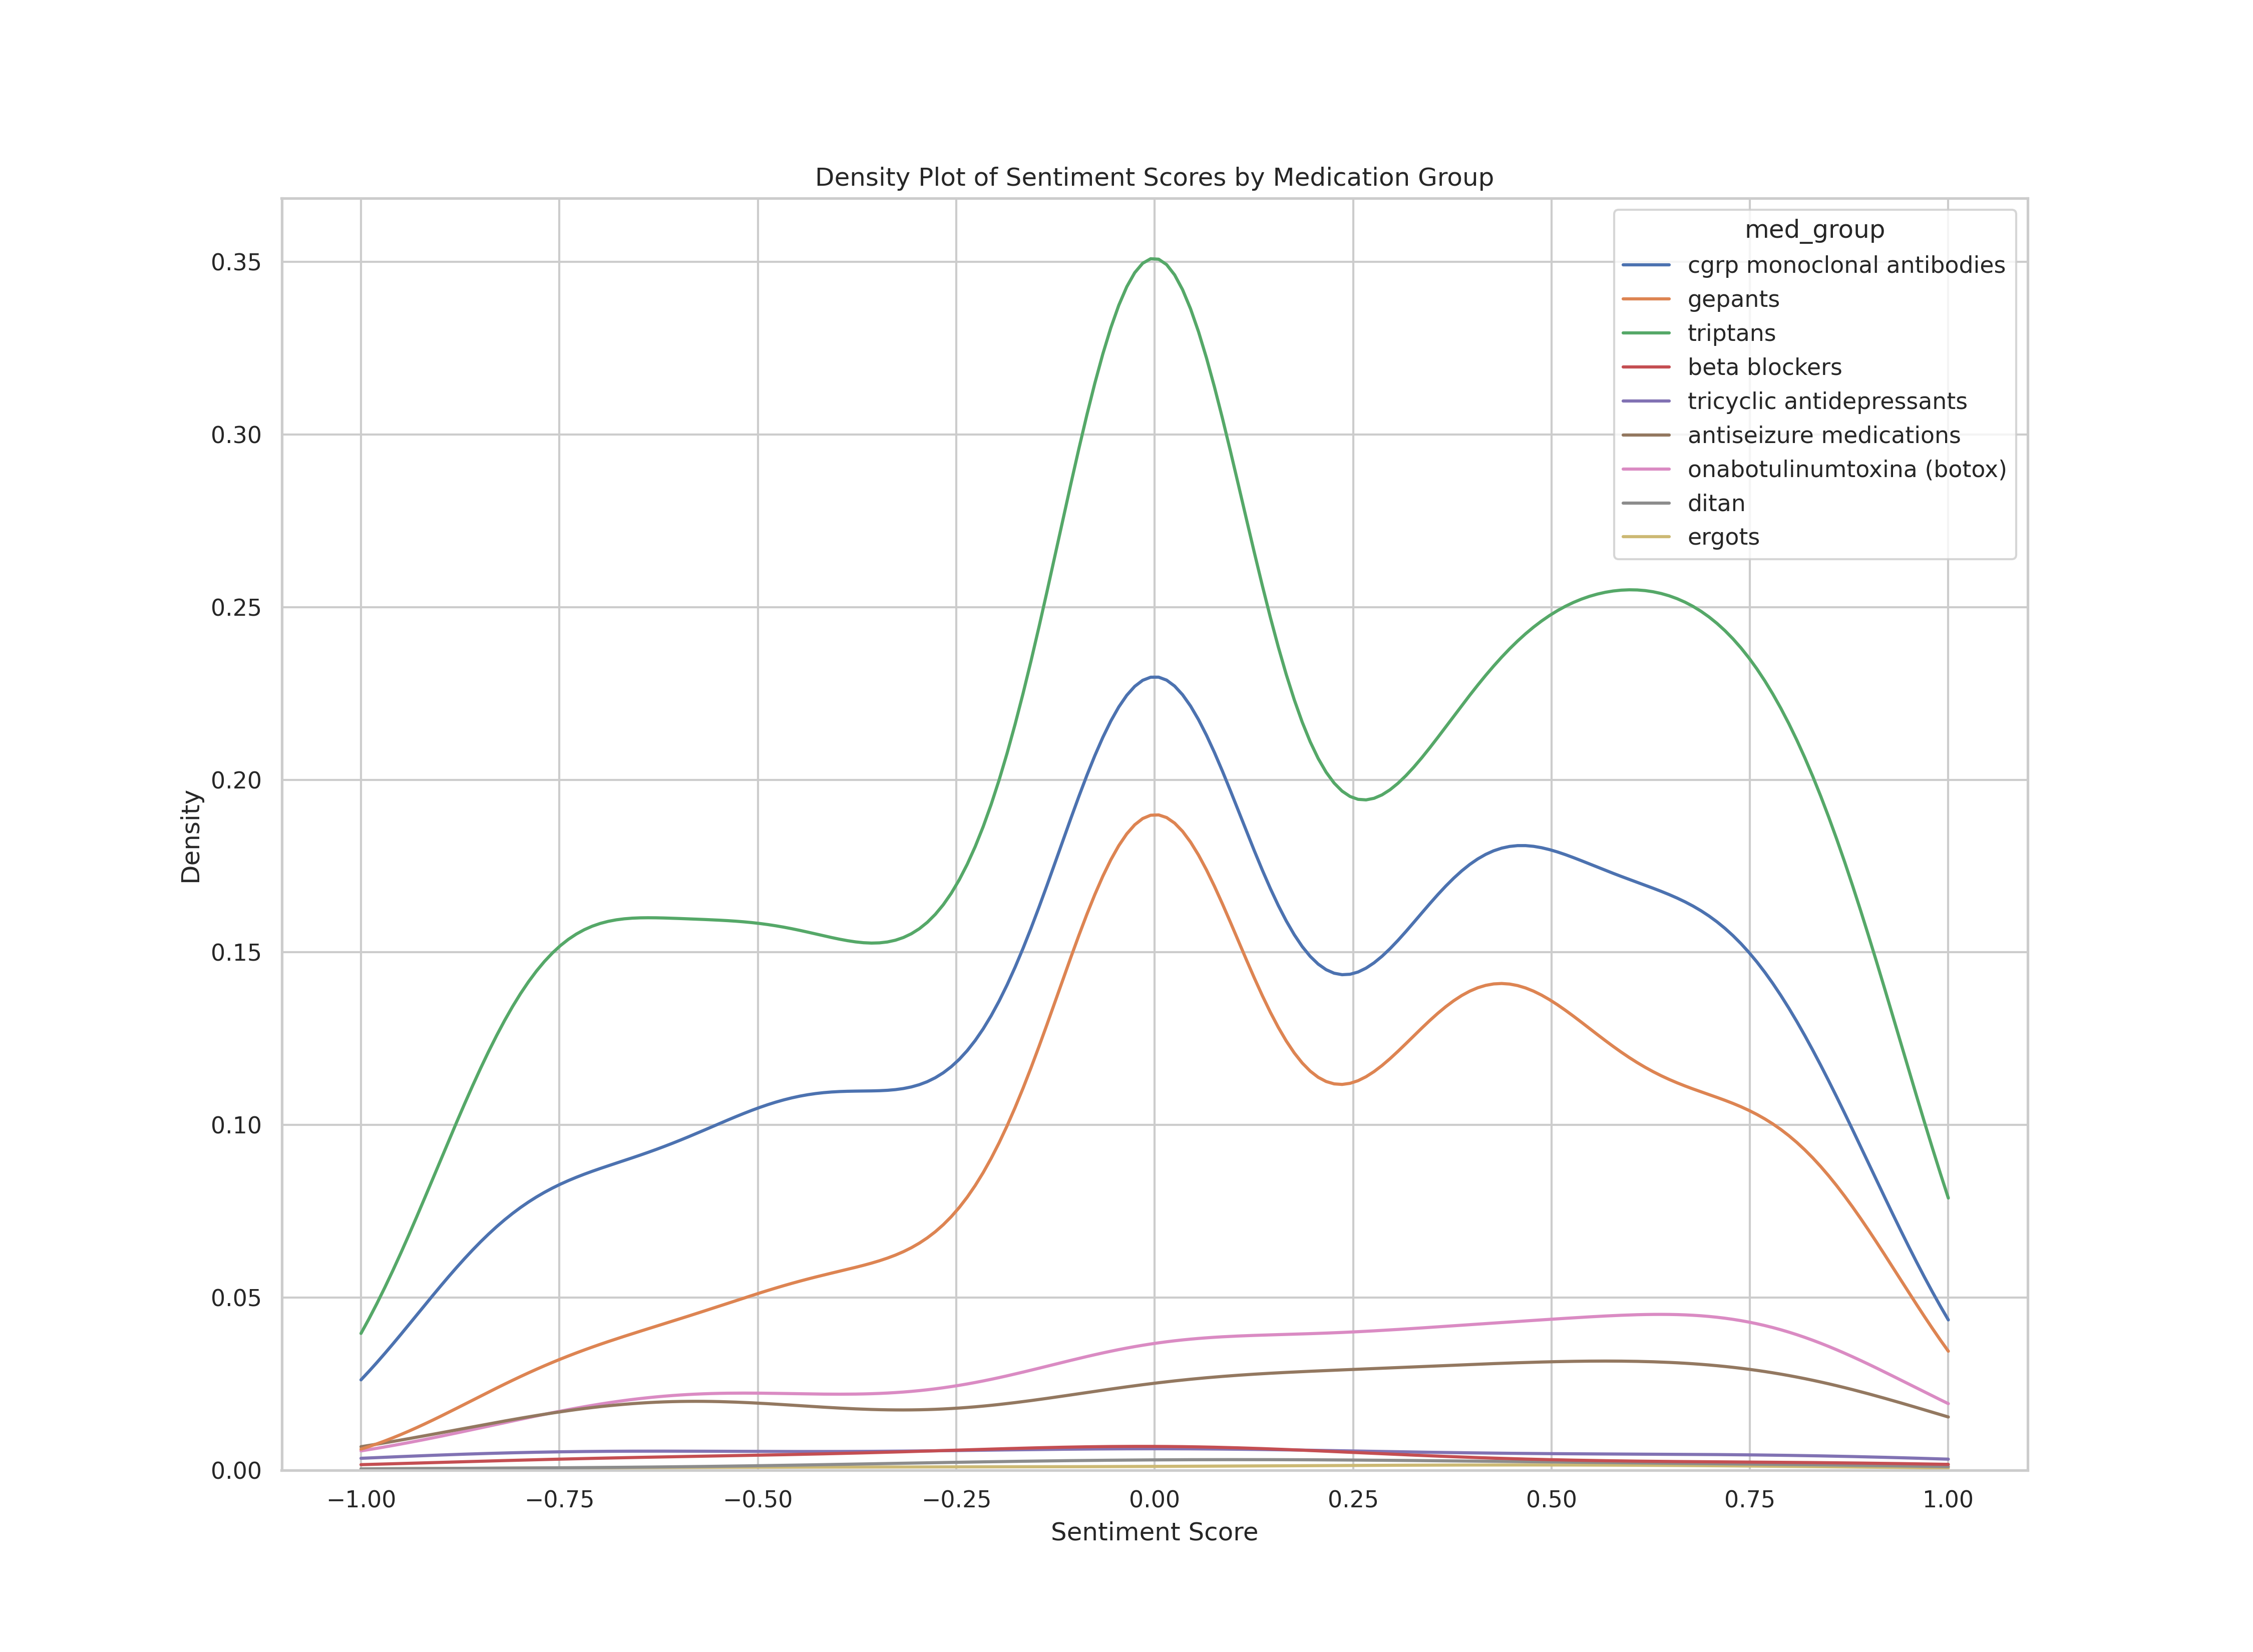 Density Plot of Sentiment Scores by Medication Group
med_group
cgrp monoclonal antibodies
gepants
triptans
beta blockers
tricyclic antidepressants
antiseizure medications
onabotulinumtoxina (botox)
ditan
ergots
Density
0.35
0.30
0.25
0.20
0.15
0.10
0.05
0.00
−1.00 −0.75 −0.50 −0.25 0.00 0.25 0.50 0.75 1.00
Sentiment Score